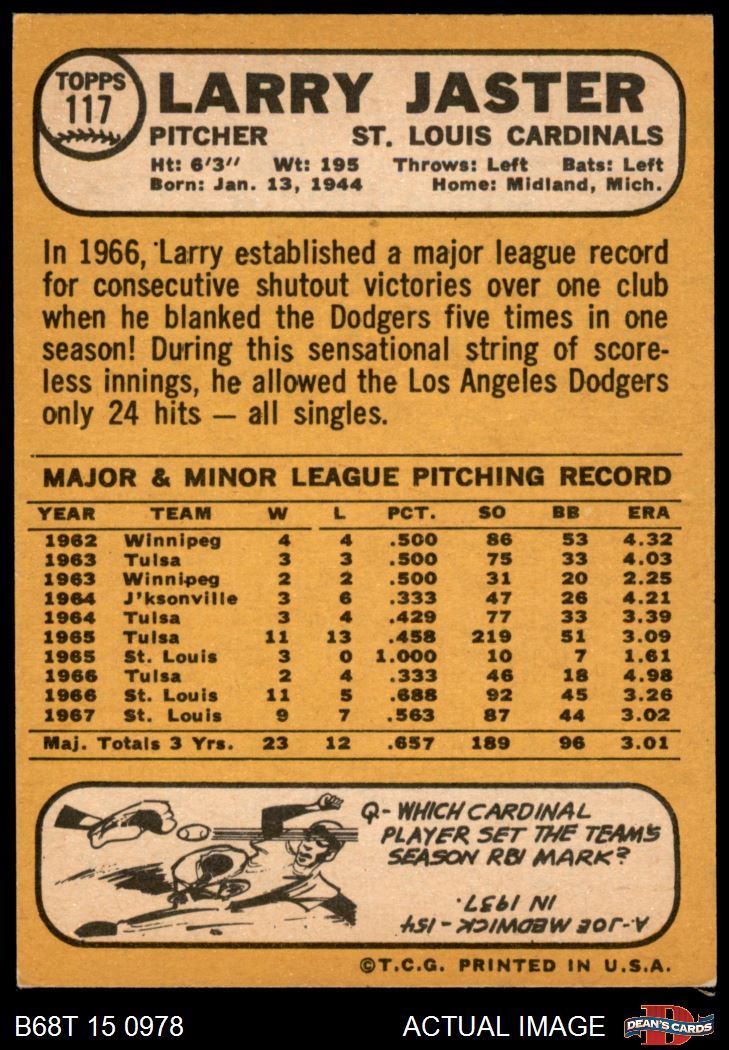 TOPPS
117
LARRY JASTER
PITCHER ST. LOUIS CARDINALS
Ht: 6'3" Wt: 195 Throws: Left Bats: Left
Born: Jan. 13, 1944 Home: Midland, Mich.
In 1966, Larry established a major league record
for consecutive shutout victories over one club
when he blanked the Dodgers five times in one
season! During this sensational string of score-
less innings, he allowed the Los Angeles Dodgers
only 24 hits — all singles.
MAJOR & MINOR LEAGUE PITCHING RECORD
YEAR TEAM W L PCT. SO BB ERA
1962 Winnipeg 4 4 .500 86 53 4.32
1963 Tulsa 3 3 .500 75 33 4.03
1963 Winnipeg 2 2 .500 31 20 2.25
1964 J'ksonville 3 6 .333 47 26 4.21
1964 Tulsa 3 4 .429 77 33 3.39
1965 Tulsa 11 13 .458 219 51 3.09
1965 St. Louis 3 0 1.000 10 7 1.61
1966 Tulsa 2 4 .333 46 18 4.98
1966 St. Louis 11 5 .688 92 45 3.26
1967 St. Louis 9 7 .563 87 44 3.02
Maj. Totals 3 Yrs. 23 12 .657 189 96 3.01
Q- WHICH CARDINAL
PLAYER SET THE TEAM'S
SEASON RBI MARK?
A- JOE MEDWICK - 154
IN 1937.
©T.C.G. PRINTED IN U.S.A.
B68T 15 0978 ACTUAL IMAGE
D
DEAN'S CARDS